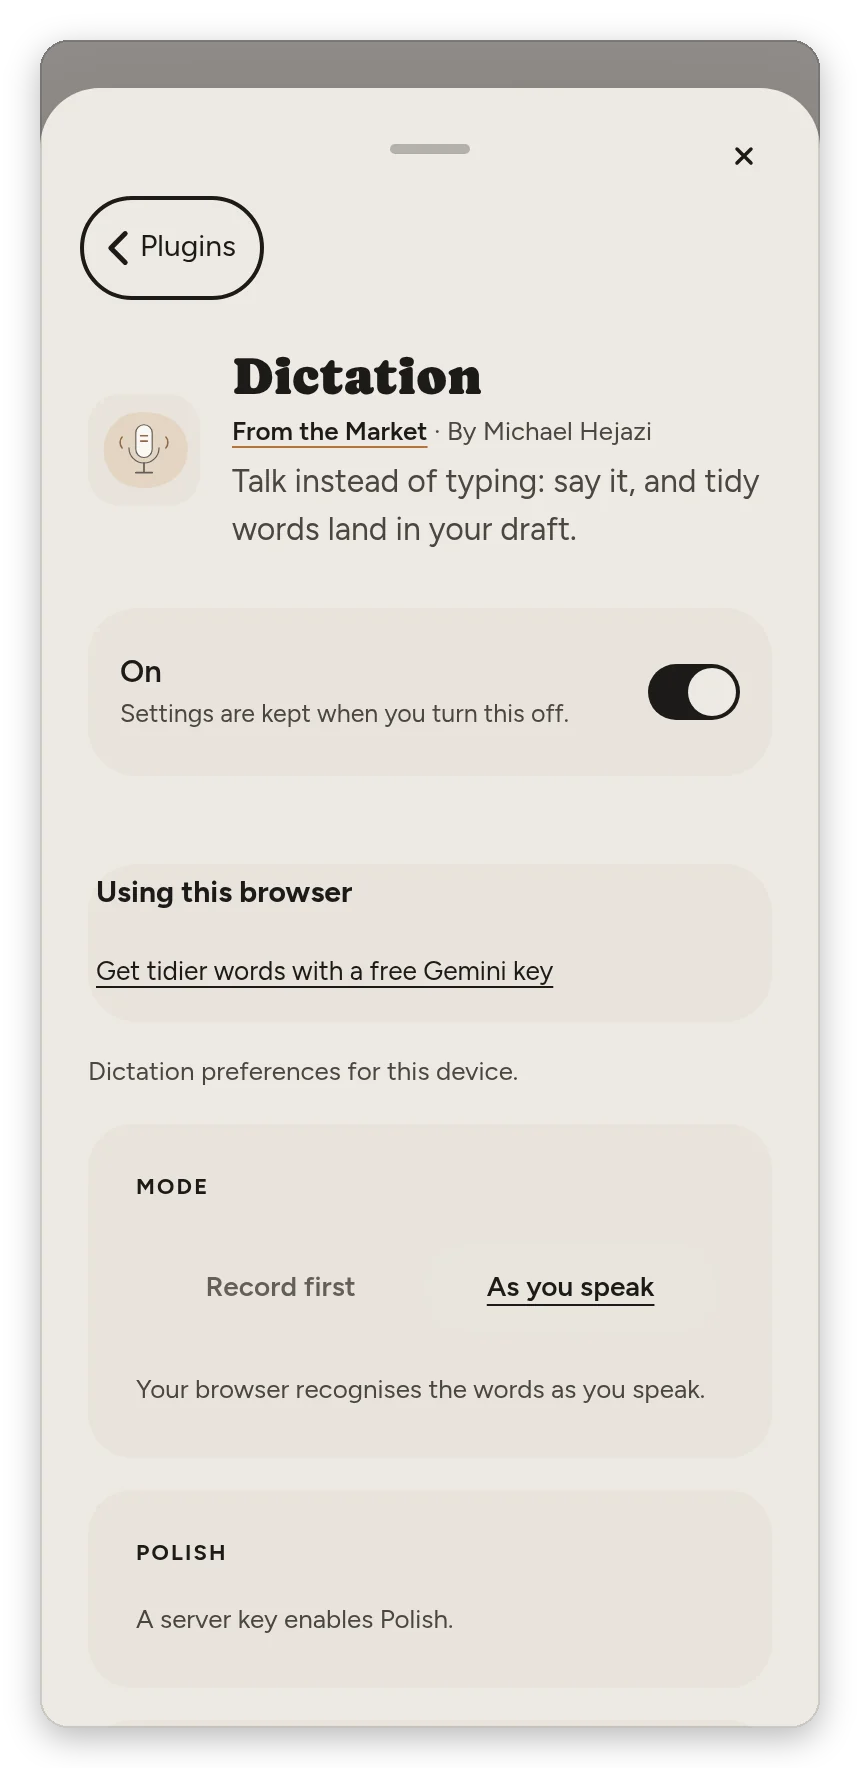 Plugins
Dictation
From the Market · By Michael Hejazi
Talk instead of typing: say it, and tidy
words land in your draft.
On
Settings are kept when you turn this off.
Using this browser
Get tidier words with a free Gemini key
Dictation preferences for this device.
MODE
Record first As you speak
Your browser recognises the words as you speak.
POLISH
A server key enables Polish.